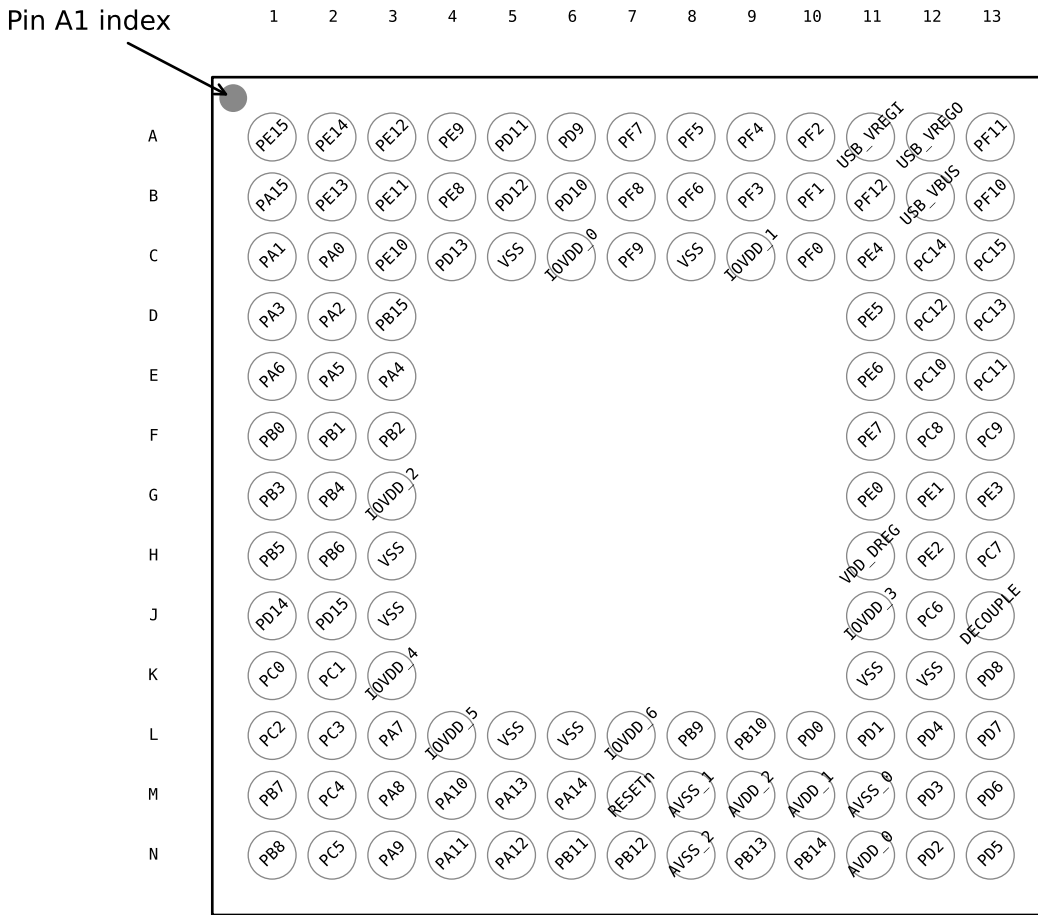 Pin A1 index
1 2 3 4 5 6 7 8 9 10 11 12 13
A PE15 PE14 PE12 PE9 PD11 PD9 PF7 PF5 PF4 PF2 USB_VREGI USB_VREGO PF11
B PA15 PE13 PE11 PE8 PD12 PD10 PF8 PF6 PF3 PF1 PF12 USB_VBUS PF10
C PA1 PA0 PE10 PD13 VSS IOVDD_0 PF9 VSS IOVDD_1 PF0 PE4 PC14 PC15
D PA3 PA2 PB15 PE5 PC12 PC13
E PA6 PA5 PA4 PE6 PC10 PC11
F PB0 PB1 PB2 PE7 PC8 PC9
G PB3 PB4 IOVDD_2 PE0 PE1 PE3
H PB5 PB6 VSS VDD_DREG PE2 PC7
J PD14 PD15 VSS IOVDD_3 PC6 DECOUPLE
K PC0 PC1 IOVDD_4 VSS VSS PD8
L PC2 PC3 PA7 IOVDD_5 VSS VSS IOVDD_6 PB9 PB10 PD0 PD1 PD4 PD7
M PB7 PC4 PA8 PA10 PA13 PA14 RESETn AVSS_1 AVDD_2 AVDD_1 AVSS_0 PD3 PD6
N PB8 PC5 PA9 PA11 PA12 PB11 PB12 AVSS_2 PB13 PB14 AVDD_0 PD2 PD5